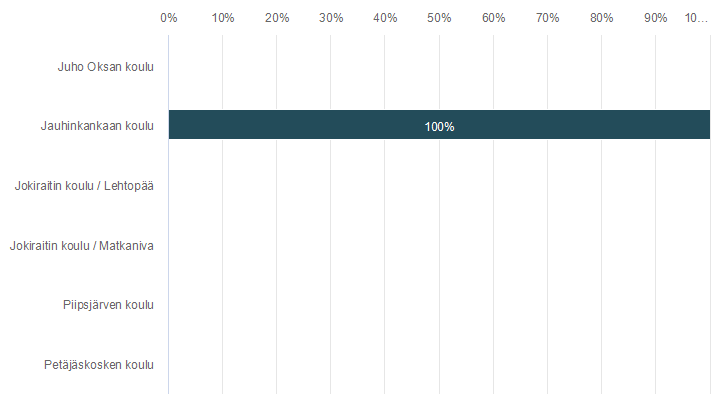 0% 10% 20% 30% 40% 50% 60% 70% 80% 90% 10...
Juho Oksan koulu
Jauhinkankaan koulu 100%
Jokiraitin koulu / Lehtopää
Jokiraitin koulu / Matkaniva
Piipsjärven koulu
Petäjäskosken koulu